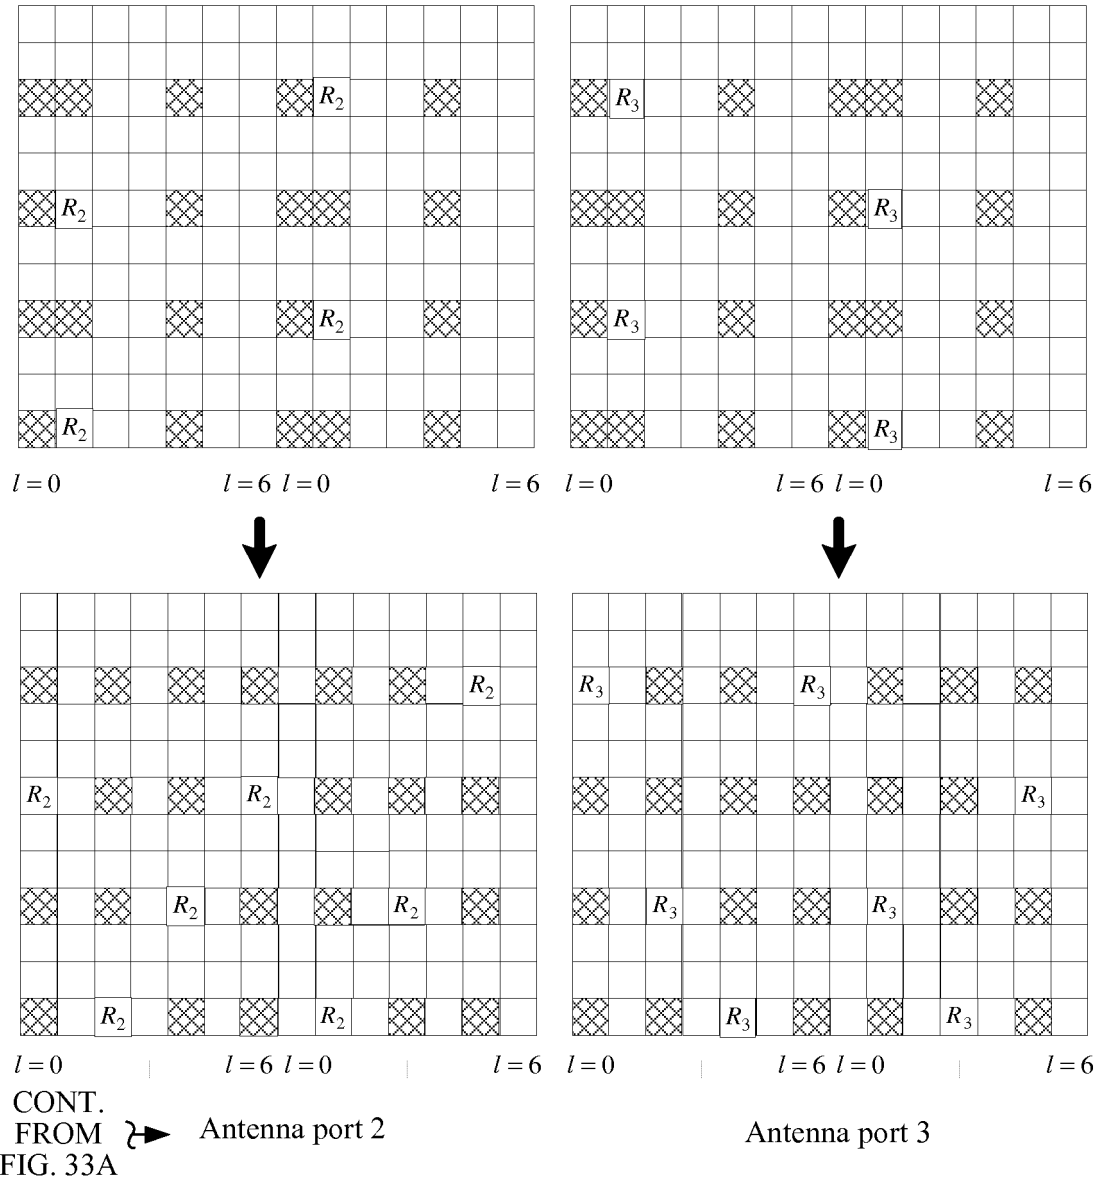 R₂ R₃
R₂ R₃
R₂ R₃
R₂ R₃
l = 0 l = 6 l = 0 l = 6 l = 0 l = 6 l = 0 l = 6
R₂ R₃ R₃
R₂ R₂ R₃
R₂ R₂ R₃ R₃
R₂ R₂ R₃ R₃
l = 0 l = 6 l = 0 l = 6 l = 0 l = 6 l = 0 l = 6
CONT.
FROM
FIG. 33A
Antenna port 2 Antenna port 3